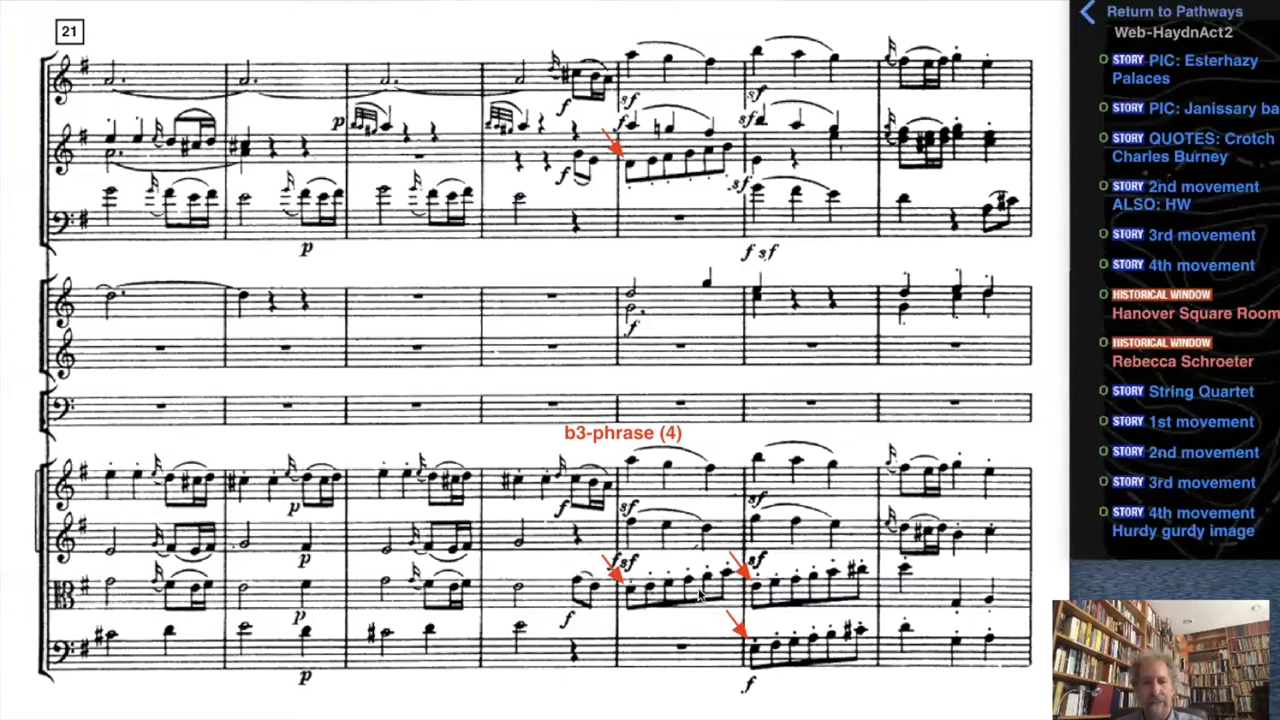 21
p
f
sf
sf
f
sf
f
sf
p
f sf
f
b3-phrase (4)
p
f
sf
sf
p
fsf
sf
p
f
p
f
Return to Pathways
Web-HaydnAct2
STORY PIC: Esterhazy
Palaces
STORY PIC: Janissary ba
STORY QUOTES: Crotch
Charles Burney
STORY 2nd movement
ALSO: HW
STORY 3rd movement
STORY 4th movement
HISTORICAL WINDOW
Hanover Square Room
HISTORICAL WINDOW
Rebecca Schroeter
STORY String Quartet
STORY 1st movement
STORY 2nd movement
STORY 3rd movement
STORY 4th movement
Hurdy gurdy image